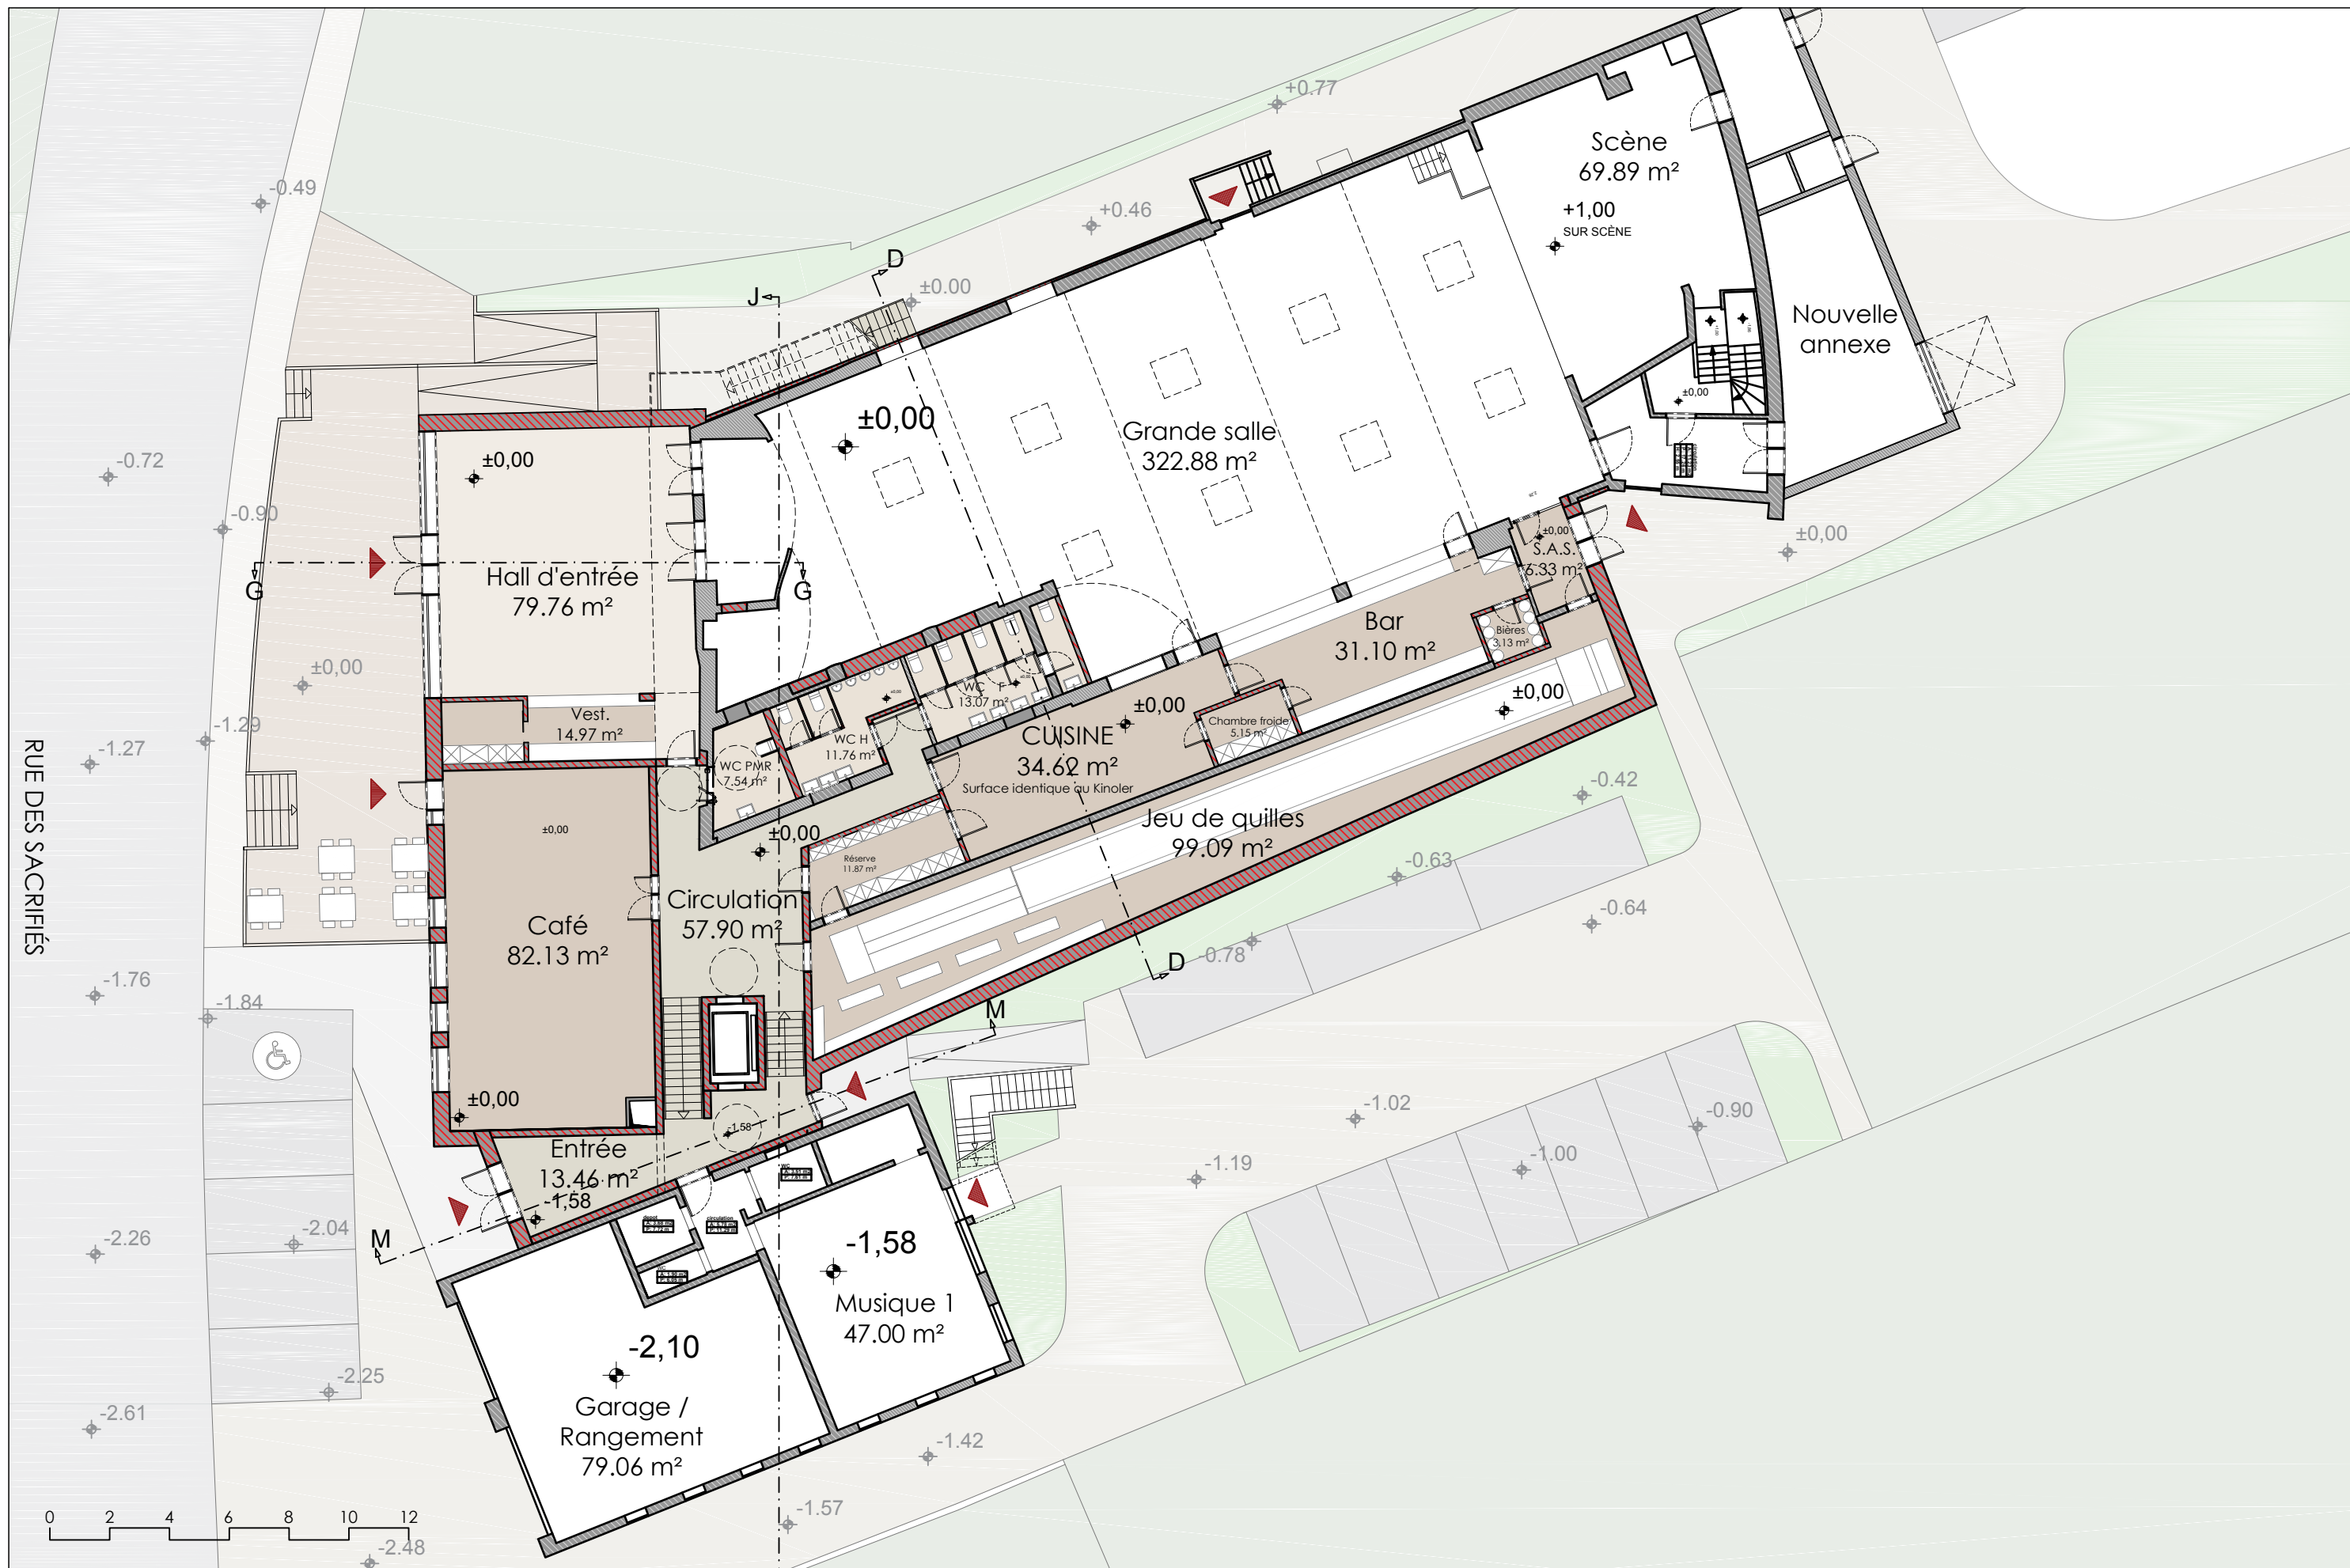 +0.77
-0.49
Scène
69.89 m²
+1,00
SUR SCÈNE
+0.46
D
J
±0.00
Nouvelle
annexe
±0,00
±0,00
Grande salle
322.88 m²
±0,00
-0.72
-0.90
±0,00
±0,00
S.A.S.
6.33 m²
G
G
Hall d'entrée
79.76 m²
Bar
31.10 m²
Bières
3,13 m²
±0,00
WC F
13.07 m²
±0,00
±0,00
Vest.
14.97 m²
Chambre froide
5,15 m²
-1.29
-1.27
WC H
11.76 m²
CUISINE
34.62 m²
Surface identique au Kinoler
WC PMR
7.54 m²
-0.42
RUE DES SACRIFIÉS
±0,00
±0,00
Jeu de quilles
99.09 m²
Réserve
11.87 m²
-0.63
Circulation
57.90 m²
-0.64
Café
82.13 m²
D
-0.78
-1.76
-1.84
M
±0,00
-1.02
-0.90
-1,58
Entrée
13.46 m²
-1,58
-1.00
-1.19
M
-2.04
-2.26
circulation
-1,58
Musique 1
47.00 m²
-2,10
-2.25
Garage /
Rangement
79.06 m²
-2.61
-1.42
-1.57
0 2 4 6 8 10 12
-2.48